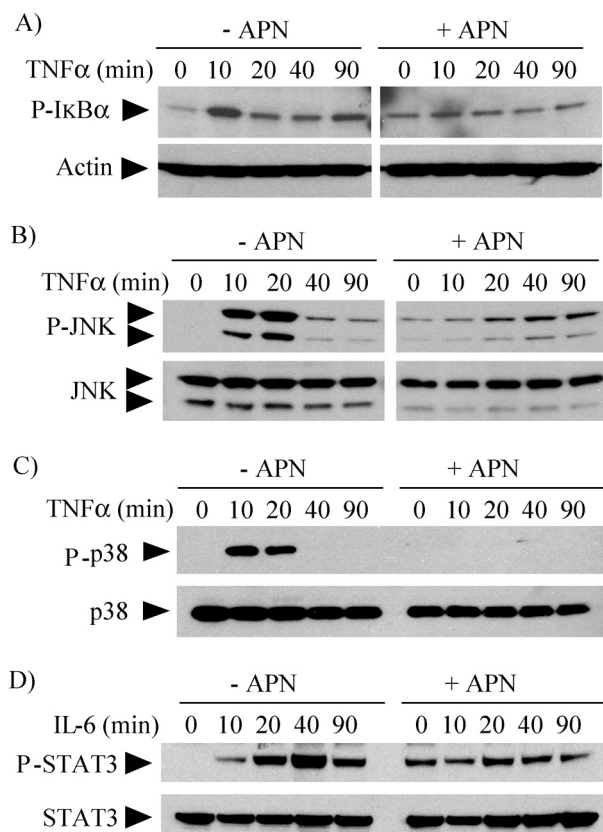 A)
- APN + APN
TNFα (min) 0 10 20 40 90 0 10 20 40 90
P-IκBα
Actin
B)
- APN + APN
TNFα (min) 0 10 20 40 90 0 10 20 40 90
P-JNK
JNK
C)
- APN + APN
TNFα (min) 0 10 20 40 90 0 10 20 40 90
P-p38
p38
D)
- APN + APN
IL-6 (min) 0 10 20 40 90 0 10 20 40 90
P-STAT3
STAT3